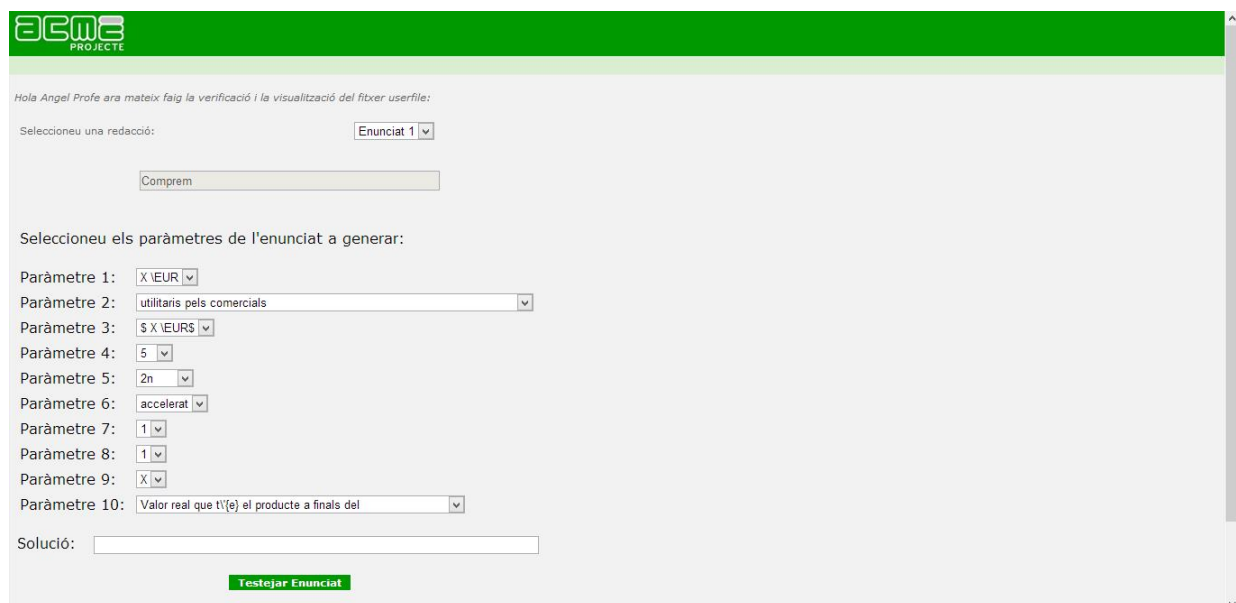 acme
PROJECTE
Hola Angel Profe ara mateix faig la verificació i la visualització del fitxer userfile:
Seleccioneu una redacció: Enunciat 1
Comprem
Seleccioneu els paràmetres de l'enunciat a generar:
Paràmetre 1: X \EUR
Paràmetre 2: utilitaris pels comercials
Paràmetre 3: $ X \EUR$
Paràmetre 4: 5
Paràmetre 5: 2n
Paràmetre 6: accelerat
Paràmetre 7: 1
Paràmetre 8: 1
Paràmetre 9: X
Paràmetre 10: Valor real que t\'{e} el producte a finals del
Solució:
Testejar Enunciat